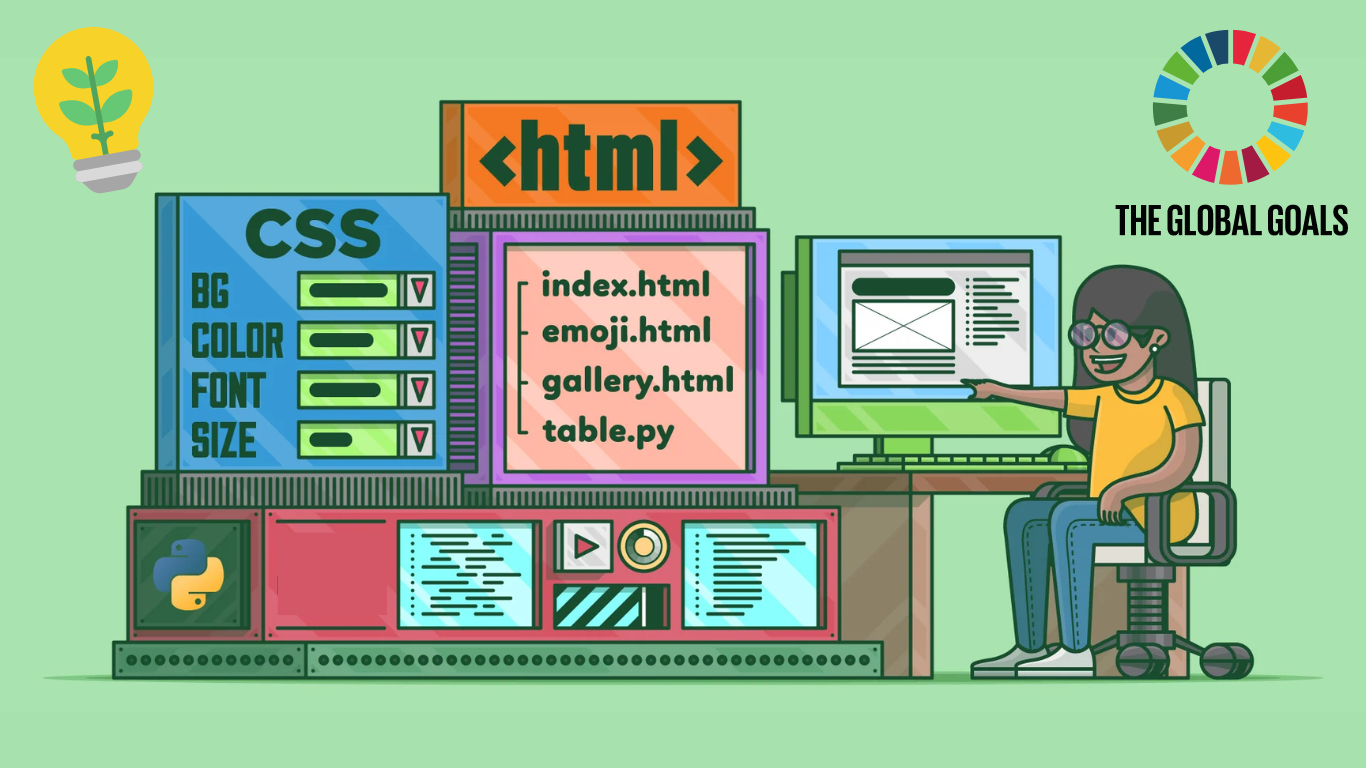 <html>
CSS
BG
COLOR
FONT
SIZE
index.html
emoji.html
gallery.html
table.py
THE GLOBAL GOALS